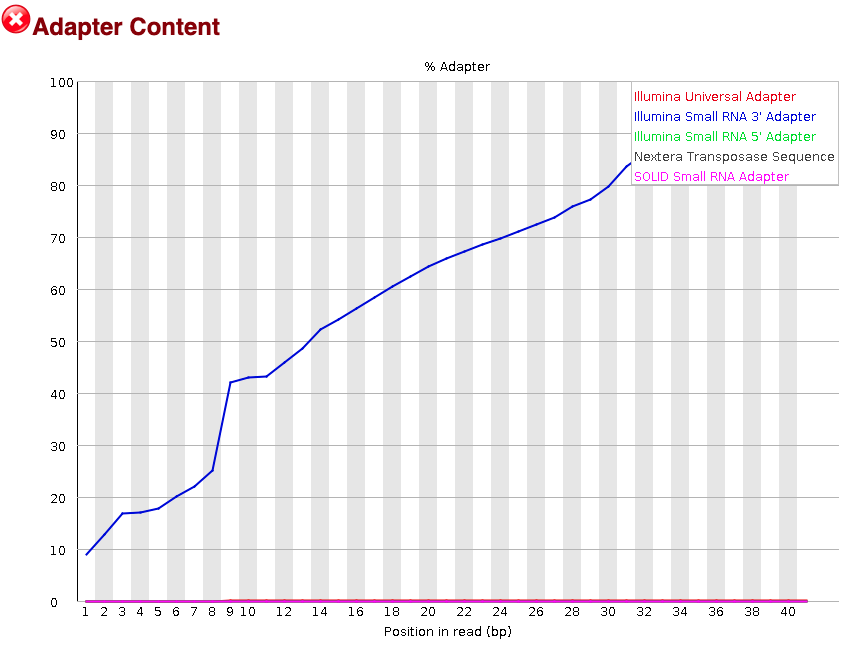 Adapter Content
% Adapter
100
90
80
70
60
50
40
30
20
10
0
Illumina Universal Adapter
Illumina Small RNA 3' Adapter
Illumina Small RNA 5' Adapter
Nextera Transposase Sequence
SOLID Small RNA Adapter
1 2 3 4 5 6 7 8 9 10 12 14 16 18 20 22 24 26 28 30 32 34 36 38 40
Position in read (bp)